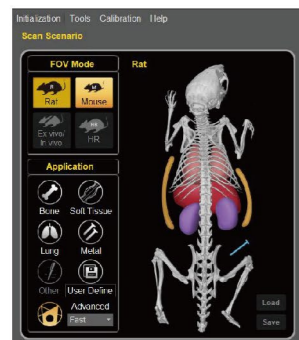 Initialization Tools Calibration Help
Scan Scenario
FOV Mode
Rat
Rat
Mouse
Ex vivo/
In vivo
HR
Application
Bone
Soft Tissue
Lung
Metal
Other
User Define
Advanced
Fast
Load
Save